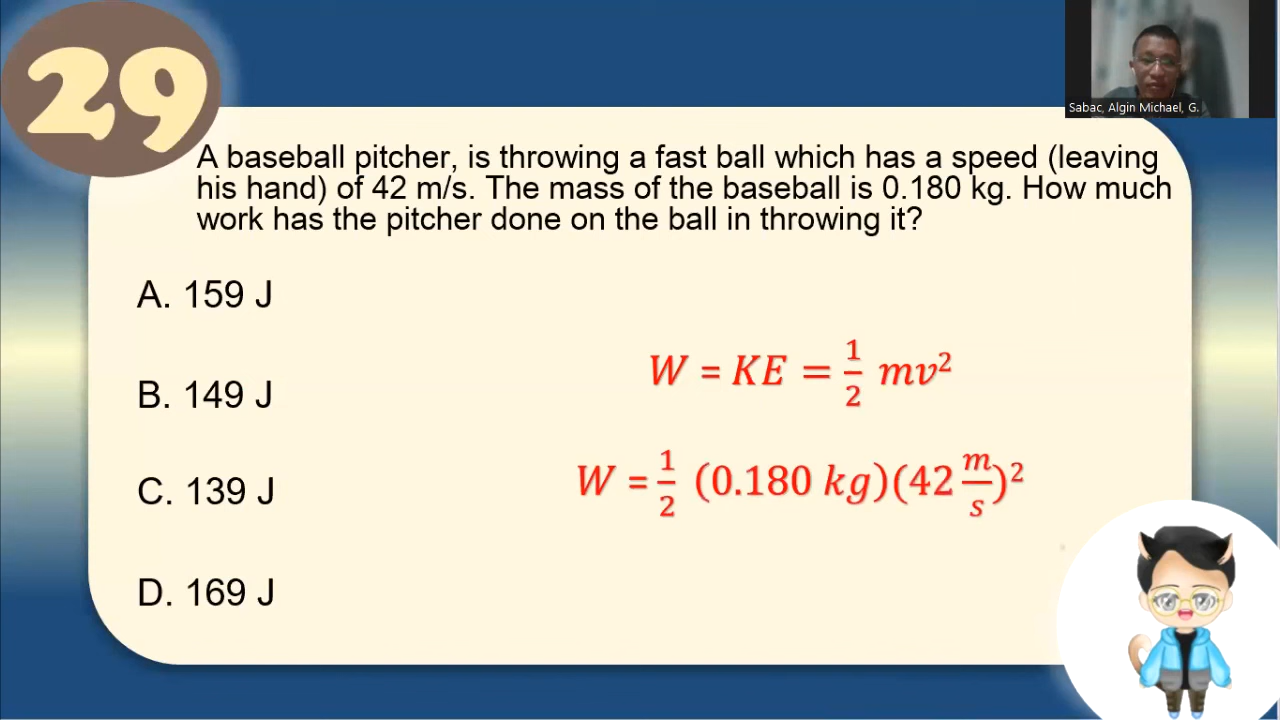 29
Sabac, Algin Michael, G.
A baseball pitcher, is throwing a fast ball which has a speed (leaving
his hand) of 42 m/s. The mass of the baseball is 0.180 kg. How much
work has the pitcher done on the ball in throwing it?
A. 159 J
W = KE = 1/2 mv²
B. 149 J
W = 1/2 (0.180 kg)(42 m/s)²
C. 139 J
D. 169 J